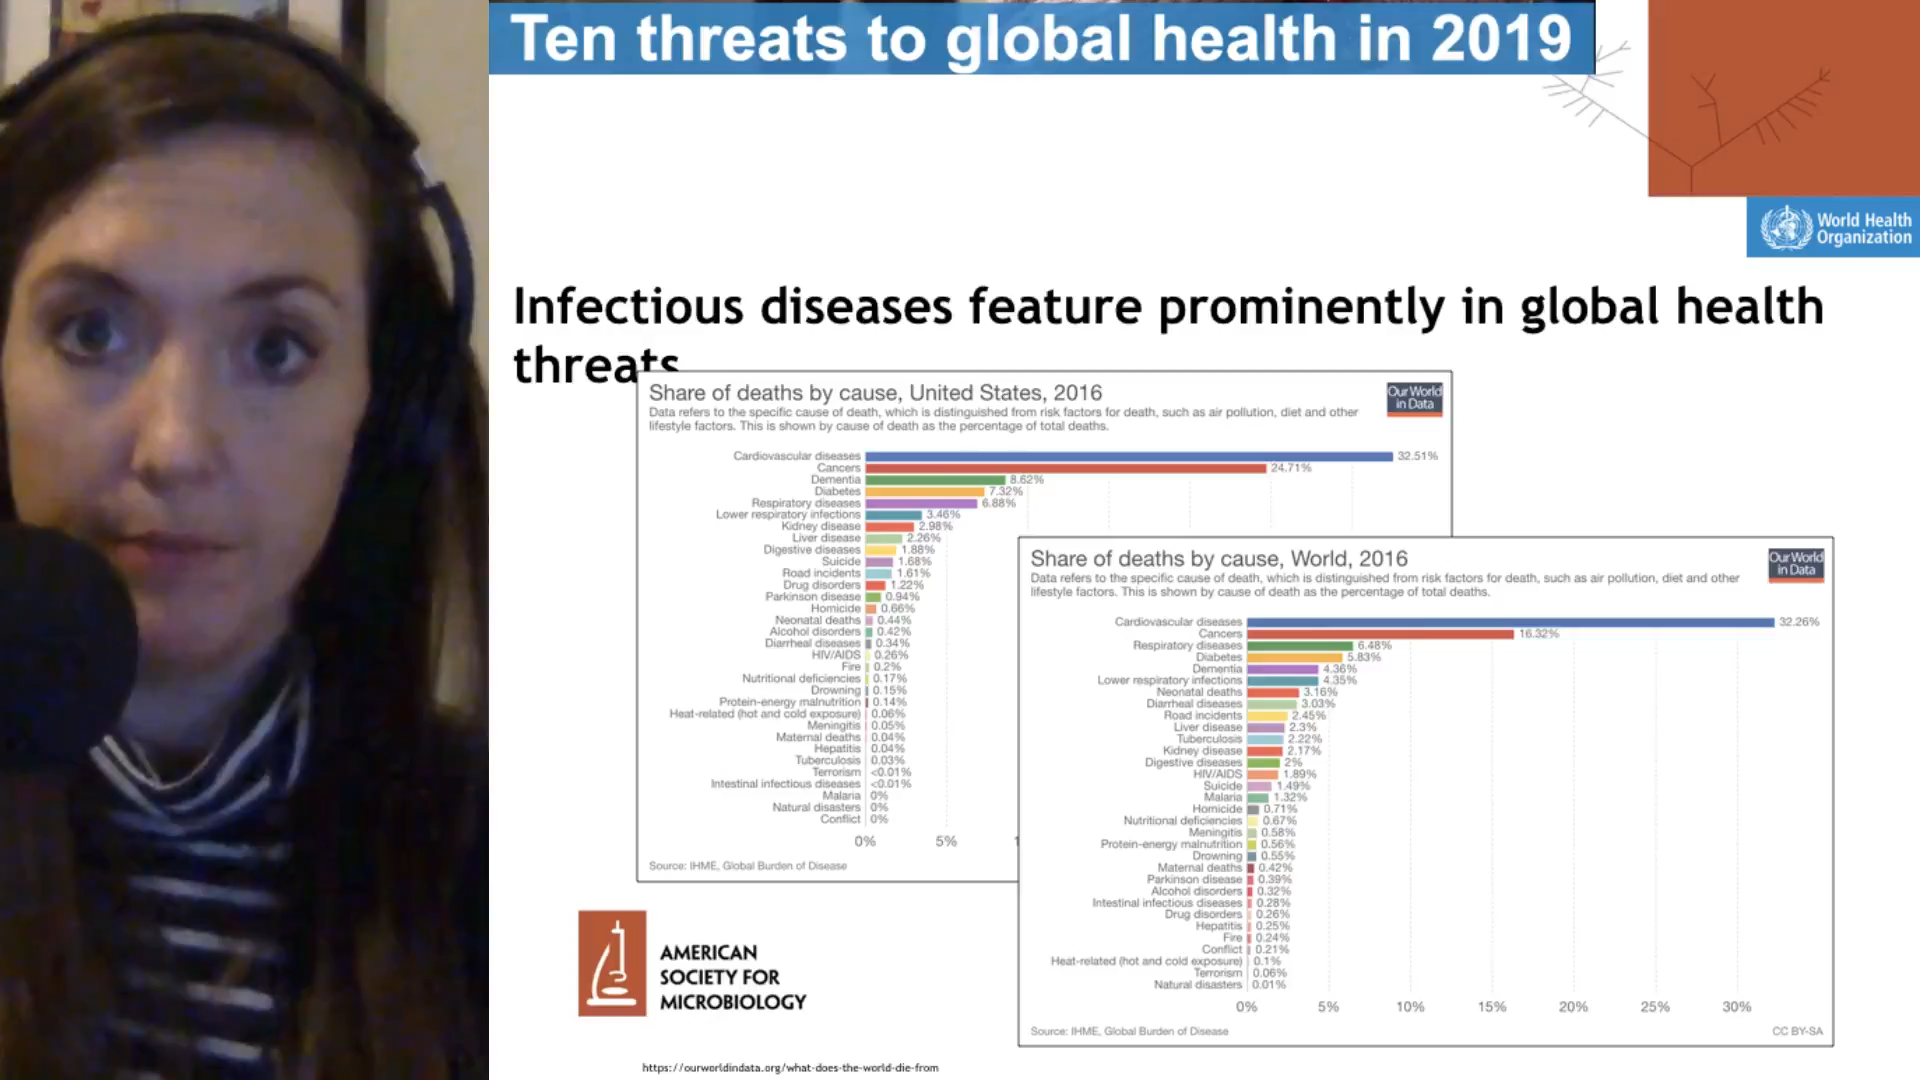 Ten threats to global health in 2019
World Health
Organization
Infectious diseases feature prominently in global health
threats
Share of deaths by cause, United States, 2016
Our World
in Data
Data refers to the specific cause of death, which is distinguished from risk factors for death, such as air pollution, diet and other
lifestyle factors. This is shown by cause of death as the percentage of total deaths.
Cardiovascular diseases 32.51%
Cancers 24.71%
Dementia 8.62%
Diabetes 7.32%
Respiratory diseases 6.88%
Lower respiratory infections 3.46%
Kidney disease 2.98%
Liver disease 2.26%
Digestive diseases 1.88%
Suicide 1.68%
Road incidents 1.61%
Drug disorders 1.22%
Parkinson disease 0.94%
Homicide 0.66%
Neonatal deaths 0.44%
Alcohol disorders 0.42%
Diarrheal diseases 0.34%
HIV/AIDS 0.26%
Fire 0.2%
Nutritional deficiencies 0.17%
Drowning 0.15%
Protein-energy malnutrition 0.14%
Heat-related (hot and cold exposure) 0.06%
Meningitis 0.05%
Maternal deaths 0.04%
Hepatitis 0.04%
Tuberculosis 0.03%
Terrorism <0.01%
Intestinal infectious diseases <0.01%
Malaria 0%
Natural disasters 0%
Conflict 0%
0% 5% 1
Source: IHME, Global Burden of Disease
Share of deaths by cause, World, 2016
Our World
in Data
Data refers to the specific cause of death, which is distinguished from risk factors for death, such as air pollution, diet and other
lifestyle factors. This is shown by cause of death as the percentage of total deaths.
Cardiovascular diseases 32.26%
Cancers 16.32%
Respiratory diseases 6.48%
Diabetes 5.83%
Dementia 4.36%
Lower respiratory infections 4.35%
Neonatal deaths 3.16%
Diarrheal diseases 3.03%
Road incidents 2.45%
Liver disease 2.3%
Tuberculosis 2.22%
Kidney disease 2.17%
Digestive diseases 2%
HIV/AIDS 1.89%
Suicide 1.49%
Malaria 1.32%
Homicide 0.71%
Nutritional deficiencies 0.67%
Meningitis 0.58%
Protein-energy malnutrition 0.56%
Drowning 0.55%
Maternal deaths 0.42%
Parkinson disease 0.39%
Alcohol disorders 0.32%
Intestinal infectious diseases 0.28%
Drug disorders 0.26%
Hepatitis 0.25%
Fire 0.24%
Conflict 0.21%
Heat-related (hot and cold exposure) 0.1%
Terrorism 0.06%
Natural disasters 0.01%
0% 5% 10% 15% 20% 25% 30%
Source: IHME, Global Burden of Disease CC BY-SA
AMERICAN
SOCIETY FOR
MICROBIOLOGY
https://ourworldindata.org/what-does-the-world-die-from